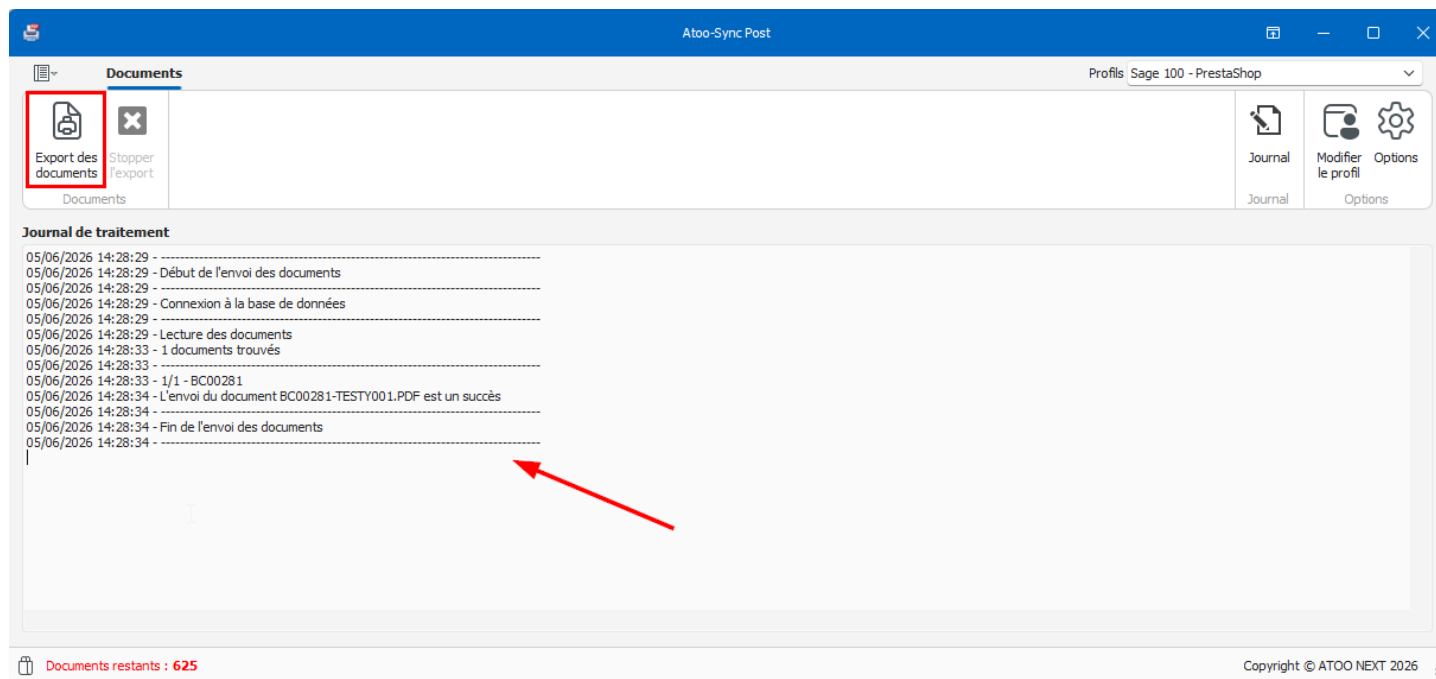 Atoo-Sync Post
Documents
Profils Sage 100 - PrestaShop
Export des documents
Stopper l'export
Documents
Journal
Journal
Modifier le profil
Options
Options
Journal de traitement
05/06/2026 14:28:29 - --------------------------------------------------------------------------------
05/06/2026 14:28:29 - Début de l'envoi des documents
05/06/2026 14:28:29 - --------------------------------------------------------------------------------
05/06/2026 14:28:29 - Connexion à la base de données
05/06/2026 14:28:29 - --------------------------------------------------------------------------------
05/06/2026 14:28:29 - Lecture des documents
05/06/2026 14:28:33 - 1 documents trouvés
05/06/2026 14:28:33 - --------------------------------------------------------------------------------
05/06/2026 14:28:33 - 1/1 - BC00281
05/06/2026 14:28:34 - L'envoi du document BC00281-TESTY001.PDF est un succès
05/06/2026 14:28:34 - --------------------------------------------------------------------------------
05/06/2026 14:28:34 - Fin de l'envoi des documents
05/06/2026 14:28:34 - --------------------------------------------------------------------------------
Documents restants : 625
Copyright © ATOO NEXT 2026